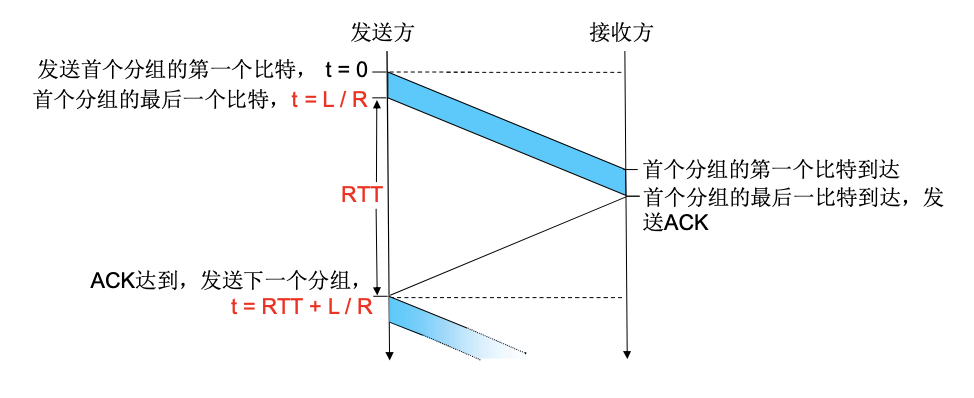 发送方
接收方
发送首个分组的第一个比特， t = 0
首个分组的最后一个比特，t = L / R
RTT
首个分组的第一个比特到达
首个分组的最后一比特到达，发
送ACK
ACK达到，发送下一个分组，
t = RTT + L / R